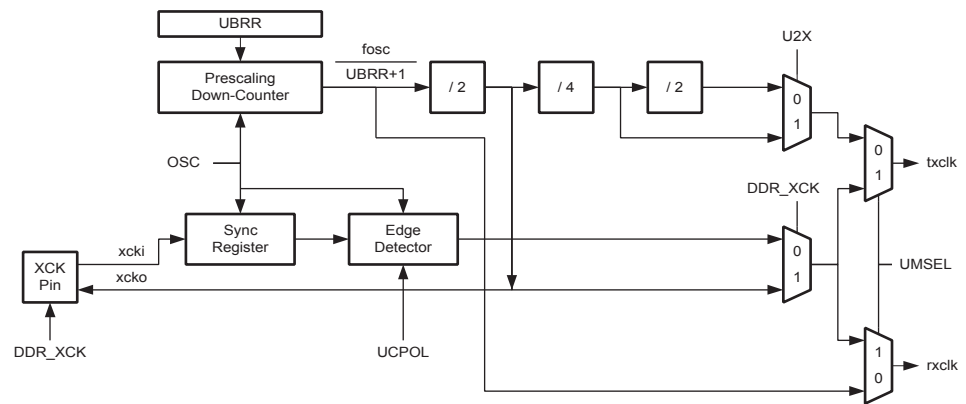 UBRR
fosc
U2X
Prescaling
Down-Counter
UBRR+1
/ 2
/ 4
/ 2
0
1
OSC
0
1
txclk
DDR_XCK
xcki
Sync
Register
Edge
Detector
0
1
XCK
Pin
xcko
UMSEL
DDR_XCK
UCPOL
1
0
rxclk